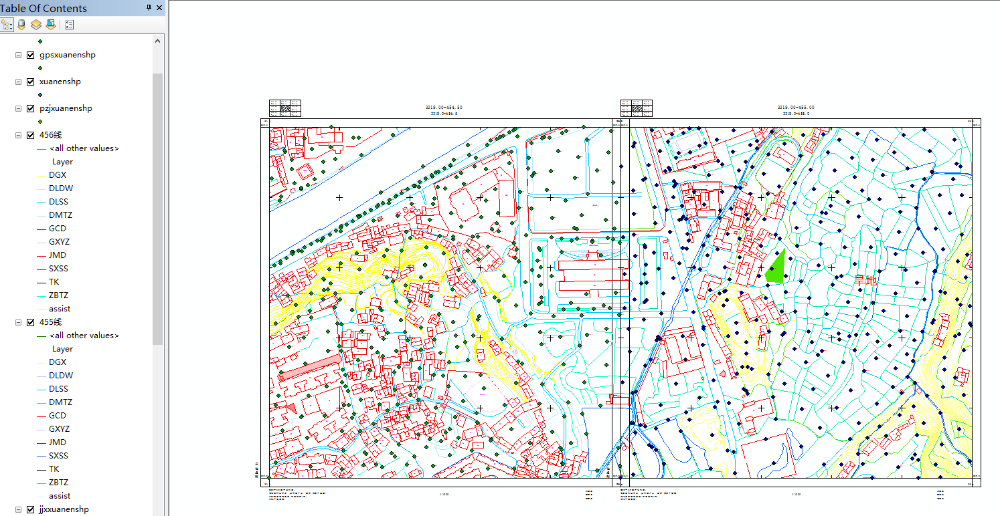 Table Of Contents
gpsxuanenshp
xuanenshp
pzjxuanenshp
456线
<all other values>
Layer
DGX
DLDW
DLSS
DMTZ
GCD
GXYZ
JMD
SXSS
TK
ZBTZ
assist
455线
<all other values>
Layer
DGX
DLDW
DLSS
DMTZ
GCD
GXYZ
JMD
SXSS
TK
ZBTZ
assist
jjxxuanenshp
3319.00-454.50
3319.0-454.5
3319.00-455.00
3319.0-455.0
旱地